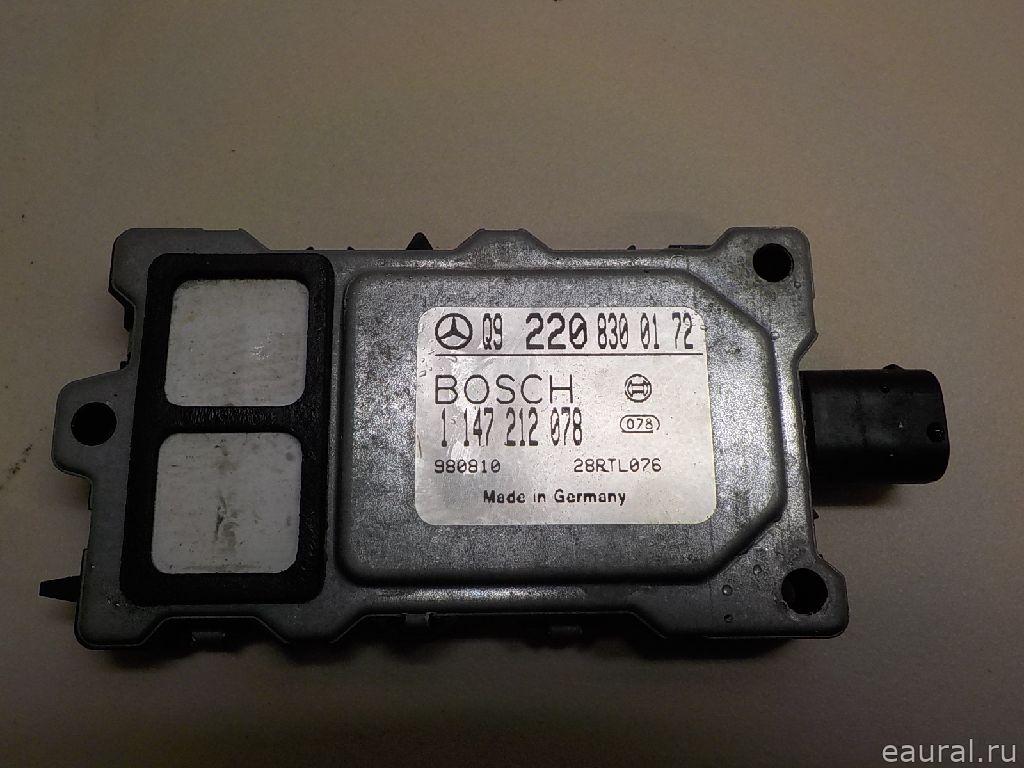 Q9 220 830 01 72
BOSCH
1 147 212 078
078
980810 28RTL076
Made in Germany
eaural.ru